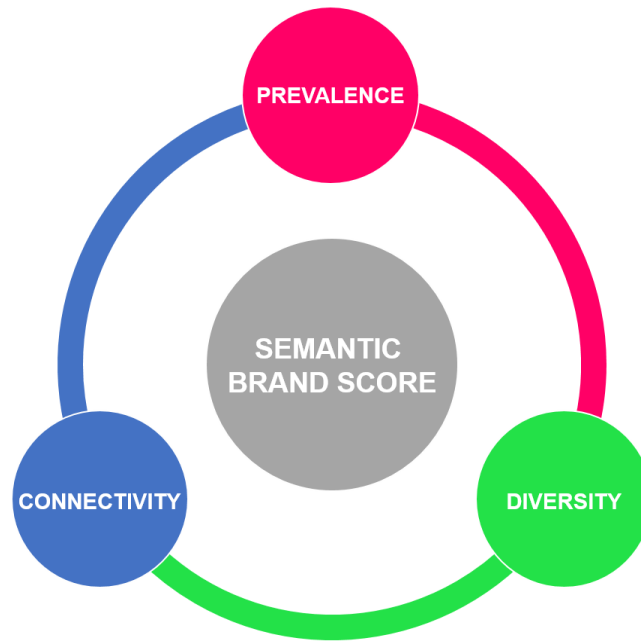 PREVALENCE
SEMANTIC
BRAND SCORE
CONNECTIVITY
DIVERSITY